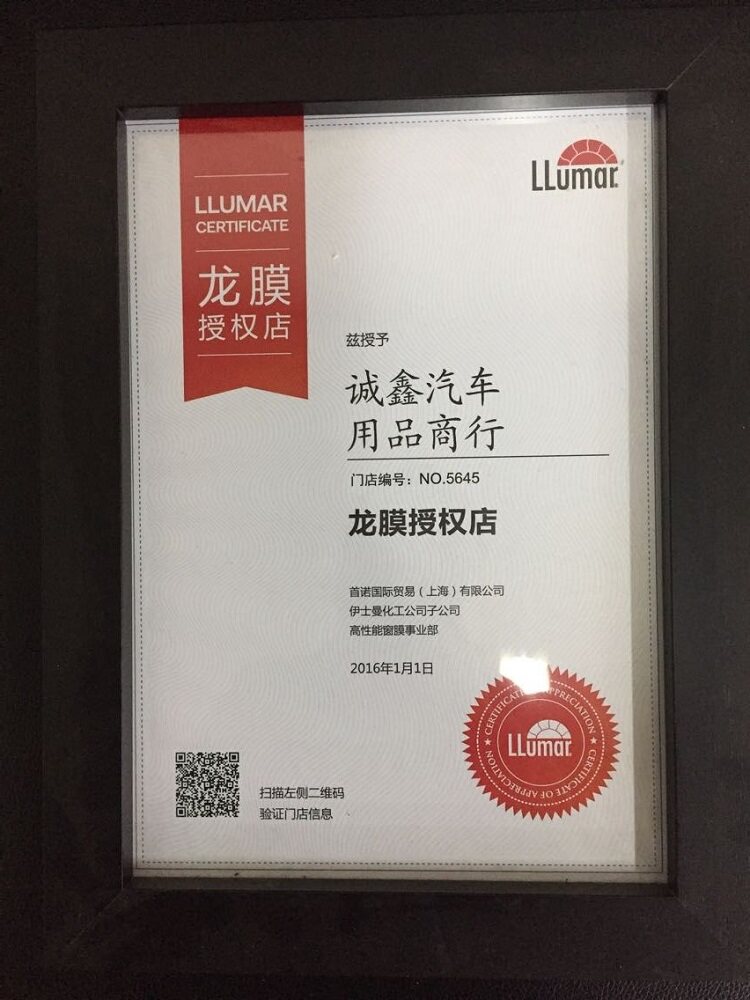 LLumar
LLUMAR
CERTIFICATE
龙膜
授权店
兹授予
诚鑫汽车
用品商行
门店编号：NO.5645
龙膜授权店
首诺国际贸易（上海）有限公司
伊士曼化工公司子公司
高性能窗膜事业部
2016年1月1日
CERTIFICATE OF APPRECIATION
LLumar
CERTIFICATE OF APPRECIATION
扫描左侧二维码
验证门店信息